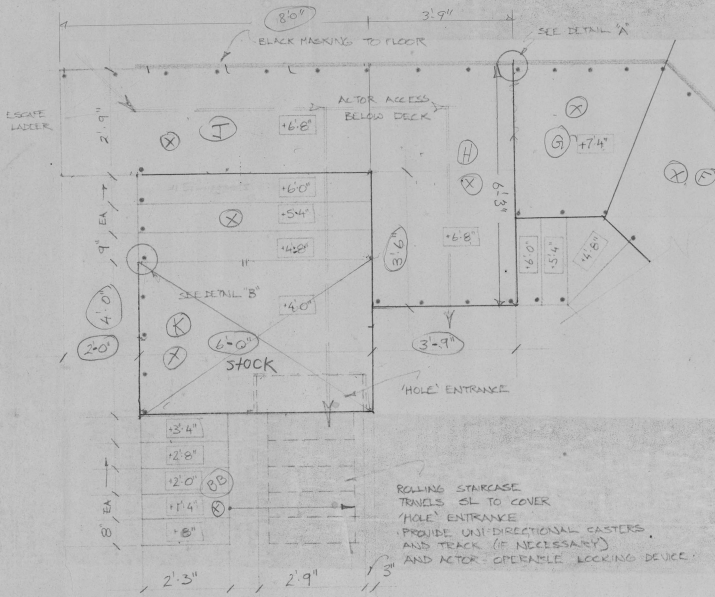 8'0"
3'-9"
BLACK MASKING TO FLOOR
SEE DETAIL "A"
ESCAPE
LADDER
2'-9"
X
J
+6'-8"
ACTOR ACCESS
BELOW DECK
H
X
6'-3"
X
G
+7'-4"
X
F
+6'-0"
+5'-4"
+4'-8"
X
9" EA
3'-6"
+6'-8"
+6'-0"
+5'-4"
+4'-8"
SEE DETAIL "B"
+4'-0"
4'-0"
2'-0"
K
X
6'-0"
STOCK
3'-9"
'HOLE' ENTRANCE
+3'-4"
+2'-8"
+2'-0"
+1'-4"
+8"
BB
X
8" EA
ROLLING STAIRCASE
TRAVELS SL TO COVER
'HOLE' ENTRANCE
PROVIDE UNI-DIRECTIONAL CASTERS
AND TRACK (IF NECESSARY)
AND ACTOR-OPERABLE LOCKING DEVICE.
2'-3"
2'-9"
3"